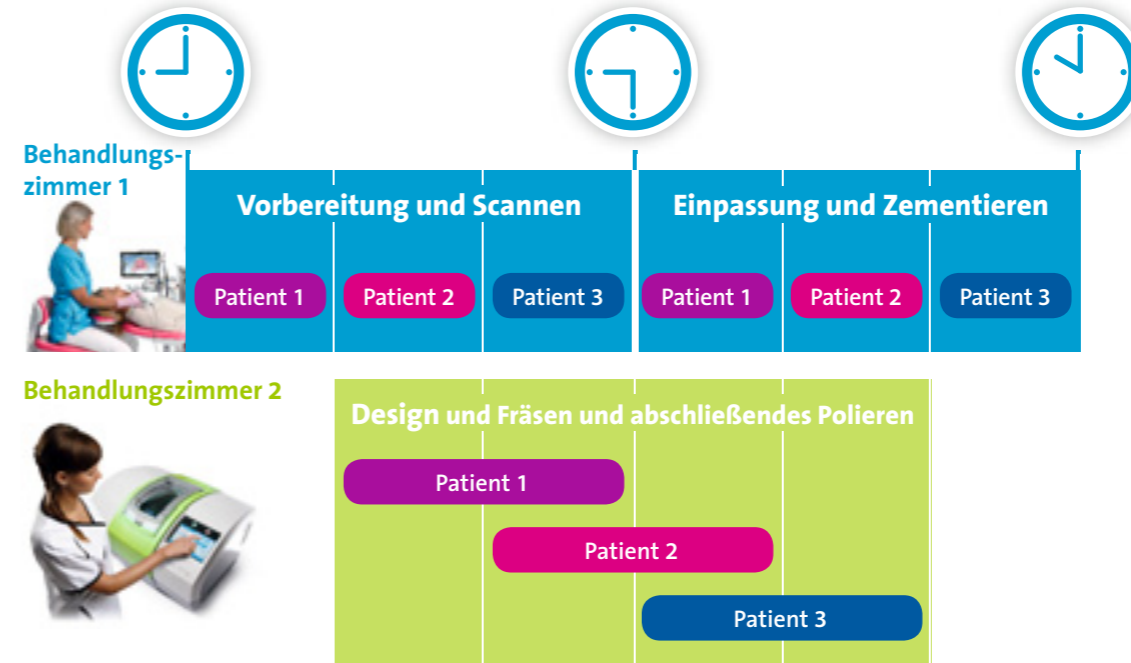 Behandlungs-
zimmer 1
Vorbereitung und Scannen
Einpassung und Zementieren
Patient 1
Patient 2
Patient 3
Patient 1
Patient 2
Patient 3
Behandlungszimmer 2
Design und Fräsen und abschließendes Polieren
Patient 1
Patient 2
Patient 3